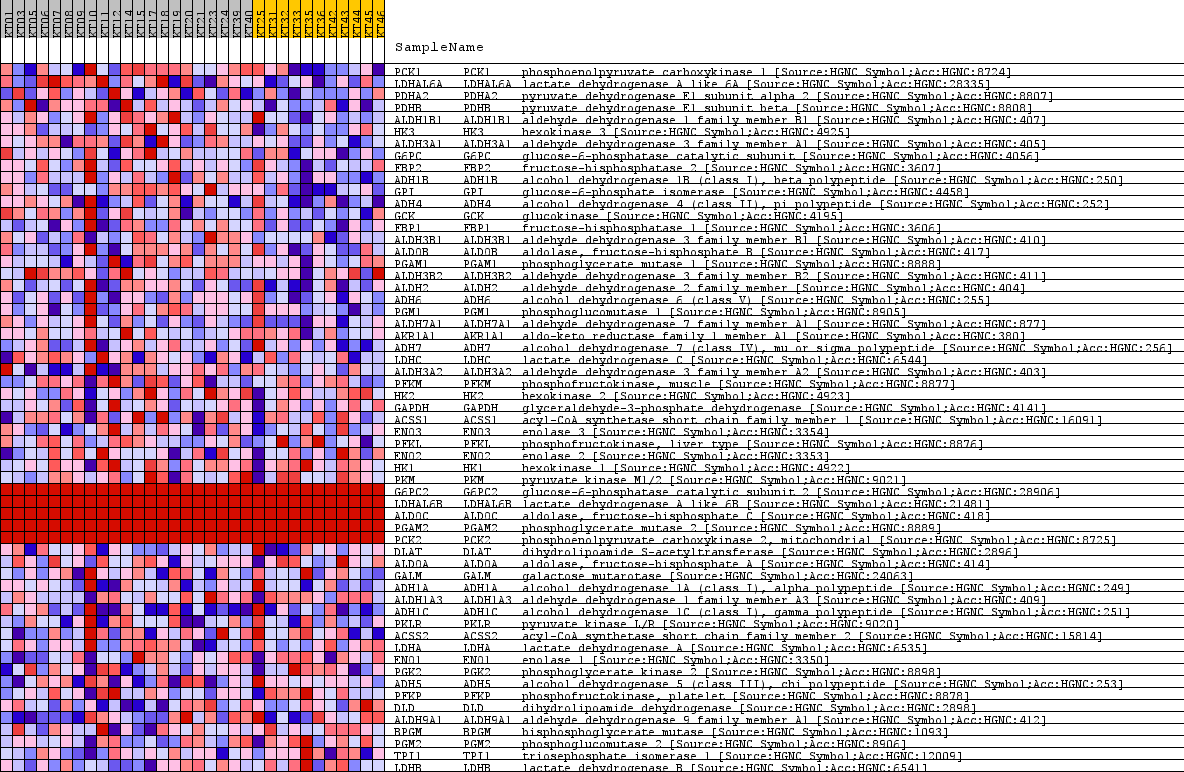 KT01 KT03 KT05 KT06 KT07 KT08 KT09 KT10 KT11 KT12 KT14 KT15 KT17 KT18 KT19 KT20 KT21 KT23 KT24 KT39 KT40 KT25 KT31 KT32 KT33 KT35 KT36 KT42 KT43 KT44 KT45 KT46
SampleName
PCK1 PCK1 phosphoenolpyruvate carboxykinase 1 [Source:HGNC Symbol;Acc:HGNC:8724]
LDHAL6A LDHAL6A lactate dehydrogenase A like 6A [Source:HGNC Symbol;Acc:HGNC:28335]
PDHA2 PDHA2 pyruvate dehydrogenase E1 subunit alpha 2 [Source:HGNC Symbol;Acc:HGNC:8807]
PDHB PDHB pyruvate dehydrogenase E1 subunit beta [Source:HGNC Symbol;Acc:HGNC:8808]
ALDH1B1 ALDH1B1 aldehyde dehydrogenase 1 family member B1 [Source:HGNC Symbol;Acc:HGNC:407]
HK3 HK3 hexokinase 3 [Source:HGNC Symbol;Acc:HGNC:4925]
ALDH3A1 ALDH3A1 aldehyde dehydrogenase 3 family member A1 [Source:HGNC Symbol;Acc:HGNC:405]
G6PC G6PC glucose-6-phosphatase catalytic subunit [Source:HGNC Symbol;Acc:HGNC:4056]
FBP2 FBP2 fructose-bisphosphatase 2 [Source:HGNC Symbol;Acc:HGNC:3607]
ADH1B ADH1B alcohol dehydrogenase 1B (class I), beta polypeptide [Source:HGNC Symbol;Acc:HGNC:250]
GPI GPI glucose-6-phosphate isomerase [Source:HGNC Symbol;Acc:HGNC:4458]
ADH4 ADH4 alcohol dehydrogenase 4 (class II), pi polypeptide [Source:HGNC Symbol;Acc:HGNC:252]
GCK GCK glucokinase [Source:HGNC Symbol;Acc:HGNC:4195]
FBP1 FBP1 fructose-bisphosphatase 1 [Source:HGNC Symbol;Acc:HGNC:3606]
ALDH3B1 ALDH3B1 aldehyde dehydrogenase 3 family member B1 [Source:HGNC Symbol;Acc:HGNC:410]
ALDOB ALDOB aldolase, fructose-bisphosphate B [Source:HGNC Symbol;Acc:HGNC:417]
PGAM1 PGAM1 phosphoglycerate mutase 1 [Source:HGNC Symbol;Acc:HGNC:8888]
ALDH3B2 ALDH3B2 aldehyde dehydrogenase 3 family member B2 [Source:HGNC Symbol;Acc:HGNC:411]
ALDH2 ALDH2 aldehyde dehydrogenase 2 family member [Source:HGNC Symbol;Acc:HGNC:404]
ADH6 ADH6 alcohol dehydrogenase 6 (class V) [Source:HGNC Symbol;Acc:HGNC:255]
PGM1 PGM1 phosphoglucomutase 1 [Source:HGNC Symbol;Acc:HGNC:8905]
ALDH7A1 ALDH7A1 aldehyde dehydrogenase 7 family member A1 [Source:HGNC Symbol;Acc:HGNC:877]
AKR1A1 AKR1A1 aldo-keto reductase family 1 member A1 [Source:HGNC Symbol;Acc:HGNC:380]
ADH7 ADH7 alcohol dehydrogenase 7 (class IV), mu or sigma polypeptide [Source:HGNC Symbol;Acc:HGNC:256]
LDHC LDHC lactate dehydrogenase C [Source:HGNC Symbol;Acc:HGNC:6544]
ALDH3A2 ALDH3A2 aldehyde dehydrogenase 3 family member A2 [Source:HGNC Symbol;Acc:HGNC:403]
PFKM PFKM phosphofructokinase, muscle [Source:HGNC Symbol;Acc:HGNC:8877]
HK2 HK2 hexokinase 2 [Source:HGNC Symbol;Acc:HGNC:4923]
GAPDH GAPDH glyceraldehyde-3-phosphate dehydrogenase [Source:HGNC Symbol;Acc:HGNC:4141]
ACSS1 ACSS1 acyl-CoA synthetase short chain family member 1 [Source:HGNC Symbol;Acc:HGNC:16091]
ENO3 ENO3 enolase 3 [Source:HGNC Symbol;Acc:HGNC:3354]
PFKL PFKL phosphofructokinase, liver type [Source:HGNC Symbol;Acc:HGNC:8876]
ENO2 ENO2 enolase 2 [Source:HGNC Symbol;Acc:HGNC:3353]
HK1 HK1 hexokinase 1 [Source:HGNC Symbol;Acc:HGNC:4922]
PKM PKM pyruvate kinase M1/2 [Source:HGNC Symbol;Acc:HGNC:9021]
G6PC2 G6PC2 glucose-6-phosphatase catalytic subunit 2 [Source:HGNC Symbol;Acc:HGNC:28906]
LDHAL6B LDHAL6B lactate dehydrogenase A like 6B [Source:HGNC Symbol;Acc:HGNC:21481]
ALDOC ALDOC aldolase, fructose-bisphosphate C [Source:HGNC Symbol;Acc:HGNC:418]
PGAM2 PGAM2 phosphoglycerate mutase 2 [Source:HGNC Symbol;Acc:HGNC:8889]
PCK2 PCK2 phosphoenolpyruvate carboxykinase 2, mitochondrial [Source:HGNC Symbol;Acc:HGNC:8725]
DLAT DLAT dihydrolipoamide S-acetyltransferase [Source:HGNC Symbol;Acc:HGNC:2896]
ALDOA ALDOA aldolase, fructose-bisphosphate A [Source:HGNC Symbol;Acc:HGNC:414]
GALM GALM galactose mutarotase [Source:HGNC Symbol;Acc:HGNC:24063]
ADH1A ADH1A alcohol dehydrogenase 1A (class I), alpha polypeptide [Source:HGNC Symbol;Acc:HGNC:249]
ALDH1A3 ALDH1A3 aldehyde dehydrogenase 1 family member A3 [Source:HGNC Symbol;Acc:HGNC:409]
ADH1C ADH1C alcohol dehydrogenase 1C (class I), gamma polypeptide [Source:HGNC Symbol;Acc:HGNC:251]
PKLR PKLR pyruvate kinase L/R [Source:HGNC Symbol;Acc:HGNC:9020]
ACSS2 ACSS2 acyl-CoA synthetase short chain family member 2 [Source:HGNC Symbol;Acc:HGNC:15814]
LDHA LDHA lactate dehydrogenase A [Source:HGNC Symbol;Acc:HGNC:6535]
ENO1 ENO1 enolase 1 [Source:HGNC Symbol;Acc:HGNC:3350]
PGK2 PGK2 phosphoglycerate kinase 2 [Source:HGNC Symbol;Acc:HGNC:8898]
ADH5 ADH5 alcohol dehydrogenase 5 (class III), chi polypeptide [Source:HGNC Symbol;Acc:HGNC:253]
PFKP PFKP phosphofructokinase, platelet [Source:HGNC Symbol;Acc:HGNC:8878]
DLD DLD dihydrolipoamide dehydrogenase [Source:HGNC Symbol;Acc:HGNC:2898]
ALDH9A1 ALDH9A1 aldehyde dehydrogenase 9 family member A1 [Source:HGNC Symbol;Acc:HGNC:412]
BPGM BPGM bisphosphoglycerate mutase [Source:HGNC Symbol;Acc:HGNC:1093]
PGM2 PGM2 phosphoglucomutase 2 [Source:HGNC Symbol;Acc:HGNC:8906]
TPI1 TPI1 triosephosphate isomerase 1 [Source:HGNC Symbol;Acc:HGNC:12009]
LDHB LDHB lactate dehydrogenase B [Source:HGNC Symbol;Acc:HGNC:6541]